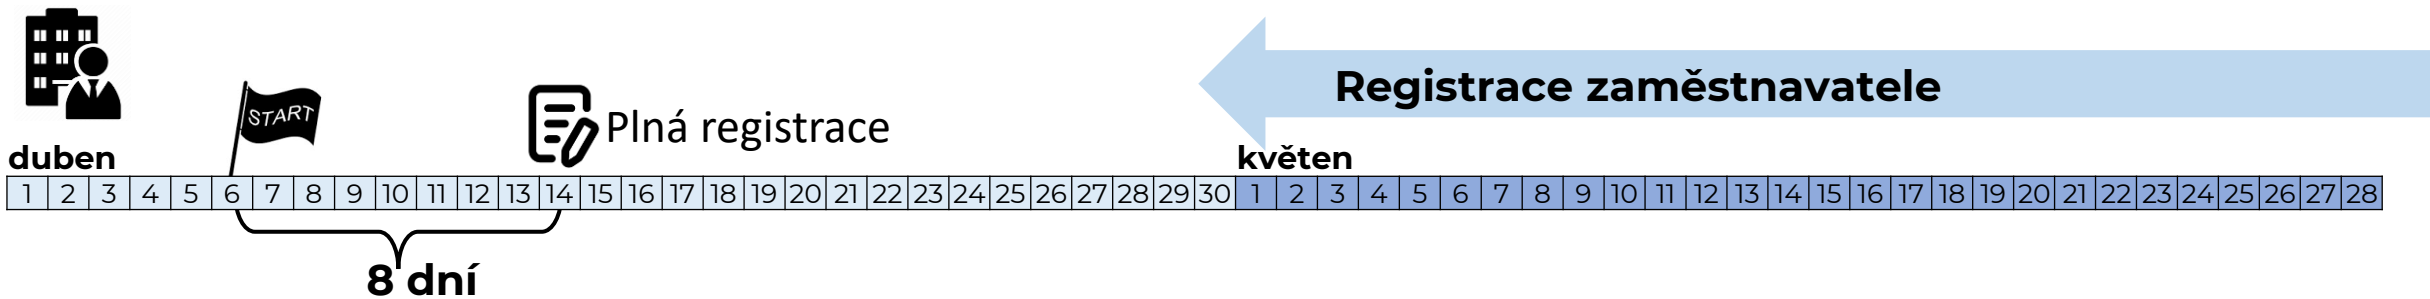 Registrace zaměstnavatele
START
Plná registrace
duben
květen
1 2 3 4 5 6 7 8 9 10 11 12 13 14 15 16 17 18 19 20 21 22 23 24 25 26 27 28 29 30 1 2 3 4 5 6 7 8 9 10 11 12 13 14 15 16 17 18 19 20 21 22 23 24 25 26 27 28
8 dní